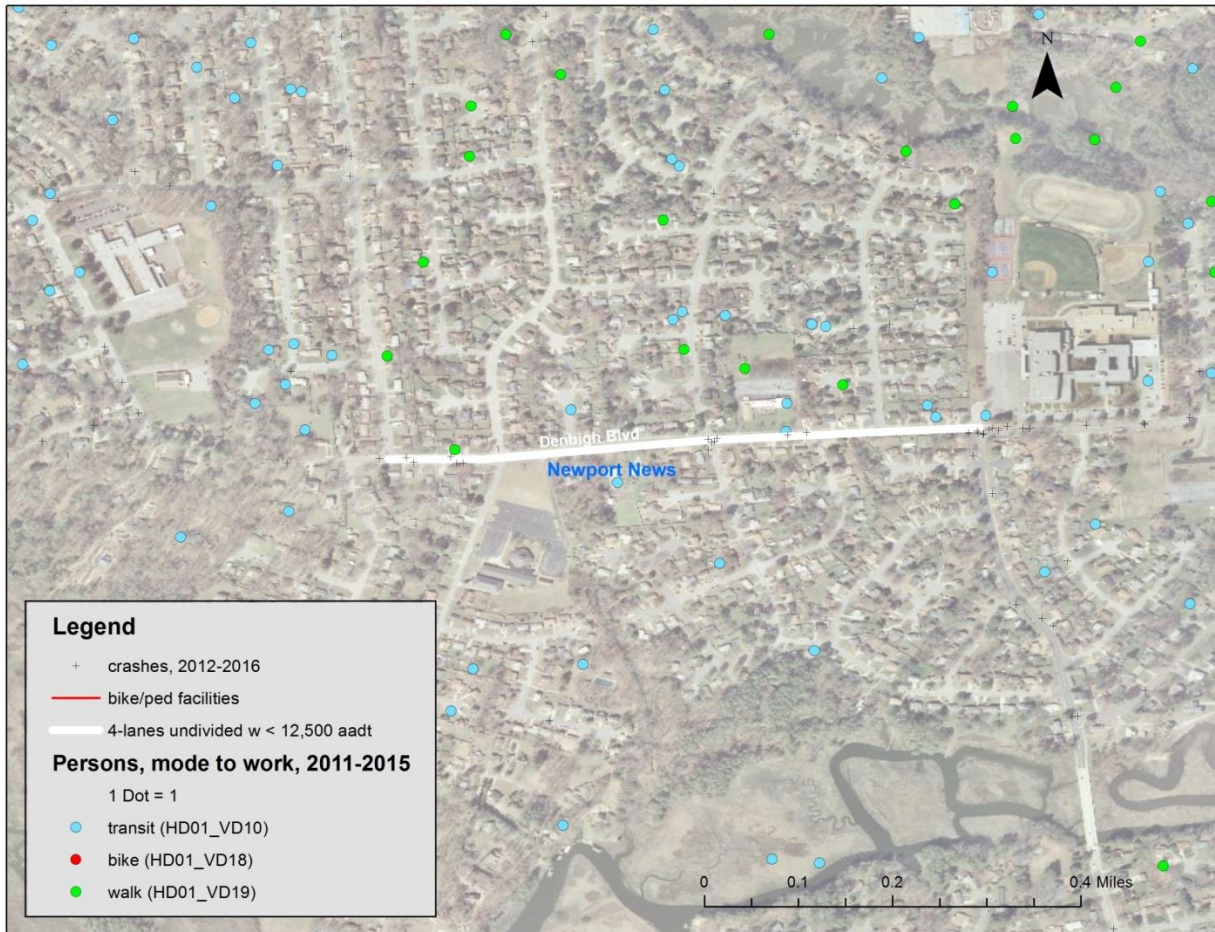 N
Denbigh Blvd
Newport News
Legend
crashes, 2012-2016
bike/ped facilities
4-lanes undivided w < 12,500 aadt
Persons, mode to work, 2011-2015
1 Dot = 1
transit (HD01_VD10)
bike (HD01_VD18)
walk (HD01_VD19)
0 0.1 0.2 0.4 Miles